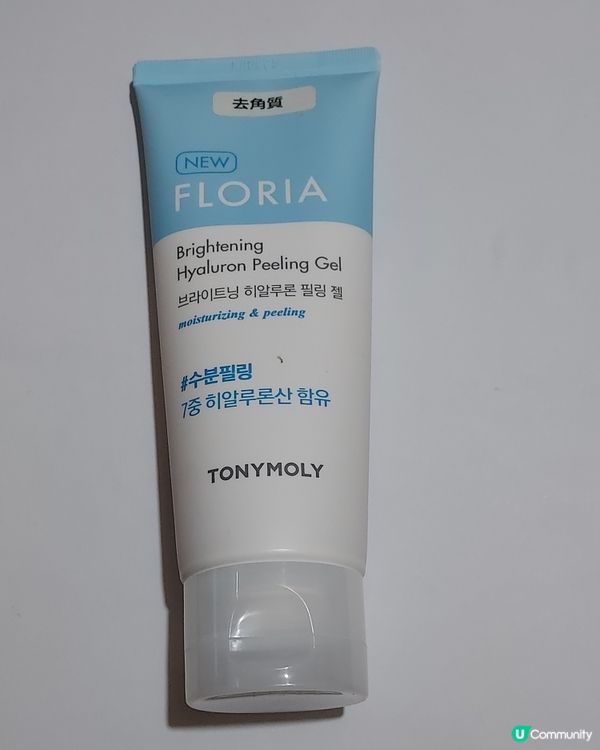 去角質
NEW
FLORIA
Brightening
Hyaluron Peeling Gel
브라이트닝 히알루론 필링 젤
moisturizing & peeling
#수분필링
7중 히알루론산 함유
TONYMOLY
U Community